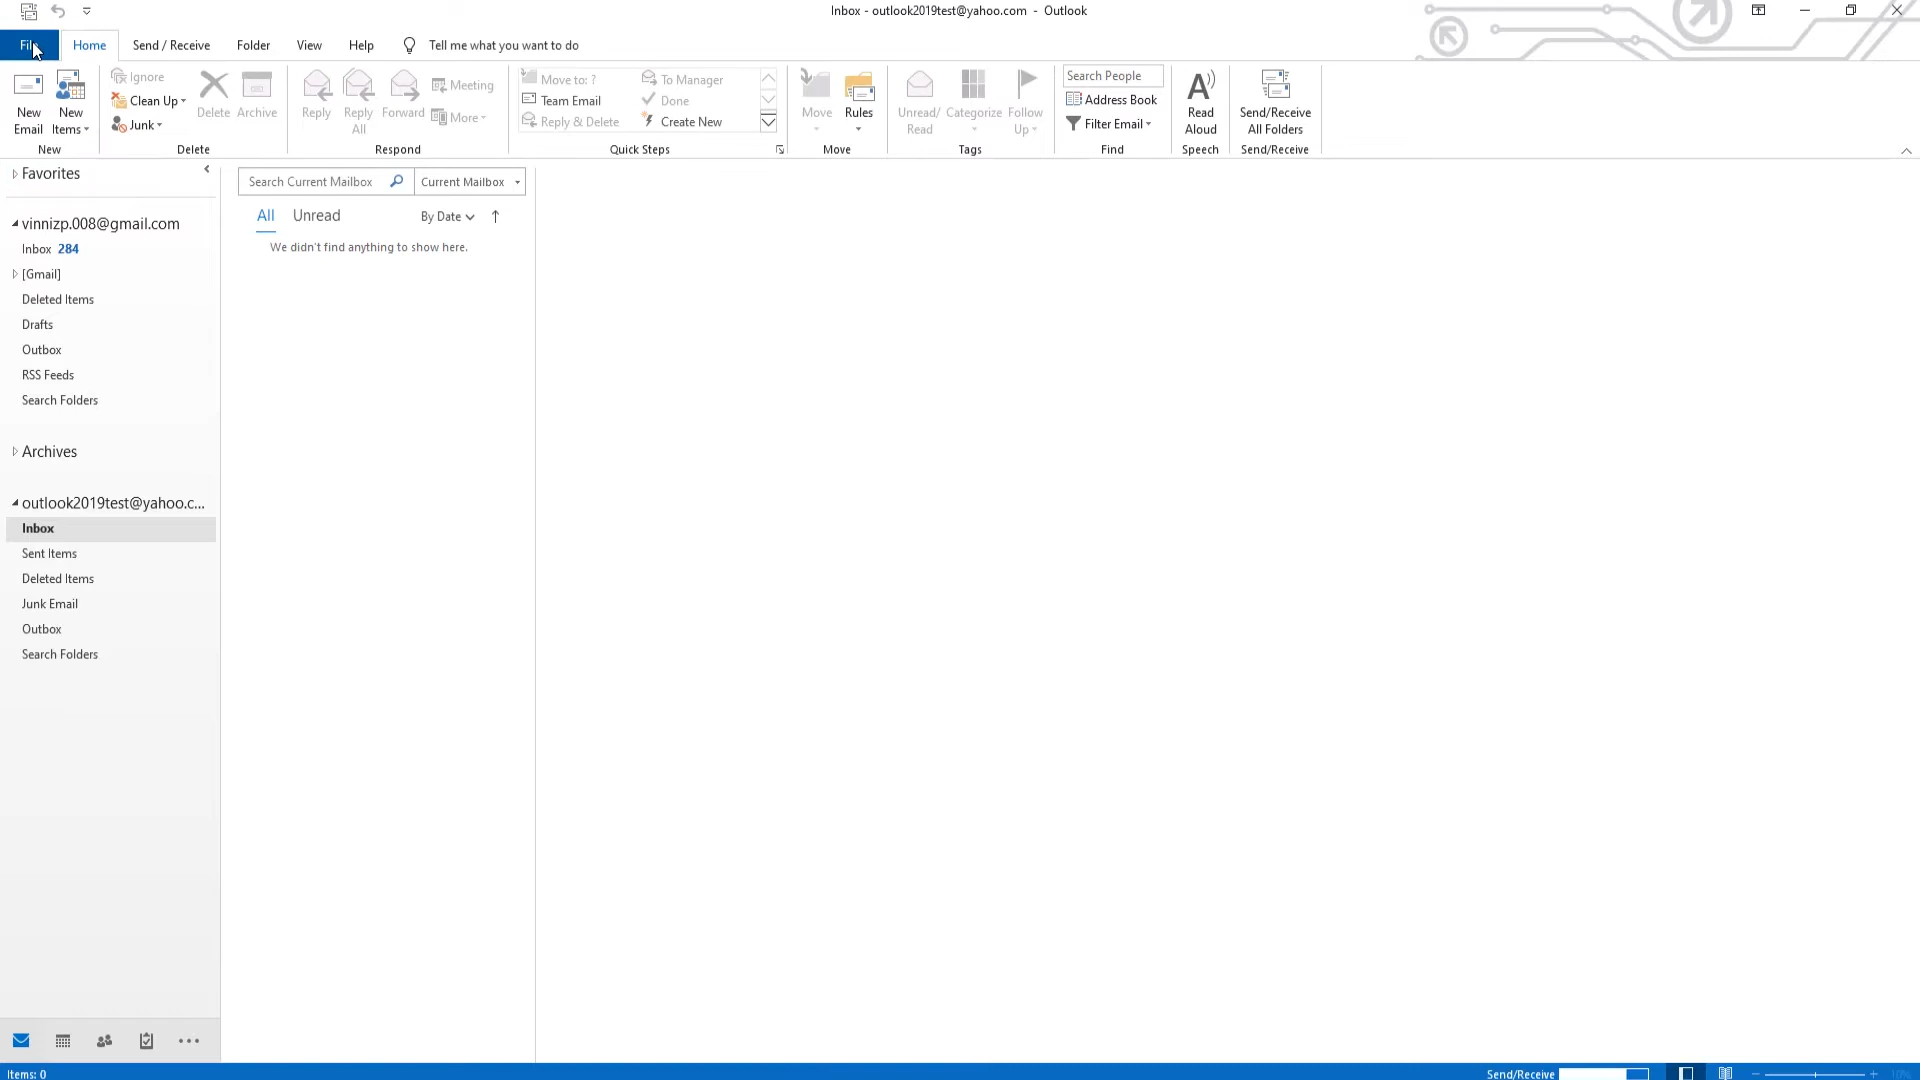 Inbox - outlook2019test@yahoo.com - Outlook
File Home Send / Receive Folder View Help Tell me what you want to do
New Email
New Items
New
Ignore
Clean Up
Junk
Delete
Archive
Delete
Reply
Reply All
Forward
Meeting
More
Respond
Move to: ?
Team Email
Reply & Delete
To Manager
Done
Create New
Quick Steps
Move
Rules
Move
Unread/ Read
Categorize
Follow Up
Tags
Search People
Address Book
Filter Email
Find
Read Aloud
Speech
Send/Receive All Folders
Send/Receive
Favorites
vinnizp.008@gmail.com
Inbox 284
[Gmail]
Deleted Items
Drafts
Outbox
RSS Feeds
Search Folders
Archives
outlook2019test@yahoo.c...
Inbox
Sent Items
Deleted Items
Junk Email
Outbox
Search Folders
Search Current Mailbox
Current Mailbox
All Unread By Date
We didn't find anything to show here.
Items: 0
Send/Receive